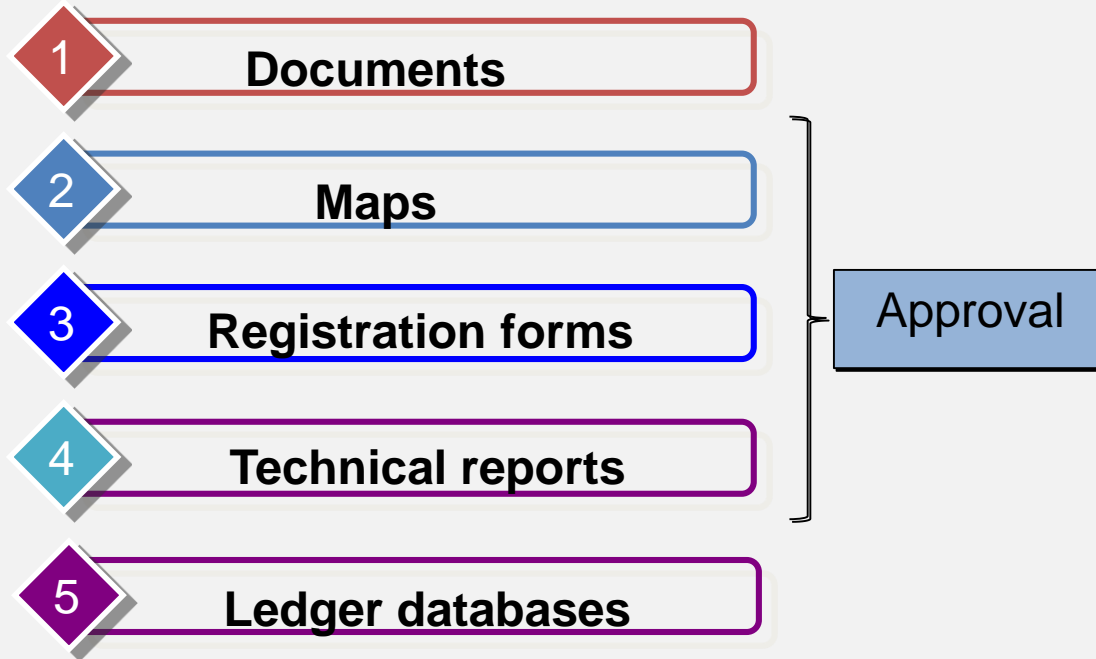 1
Documents
2
Maps
3
Registration forms
Approval
4
Technical reports
5
Ledger databases